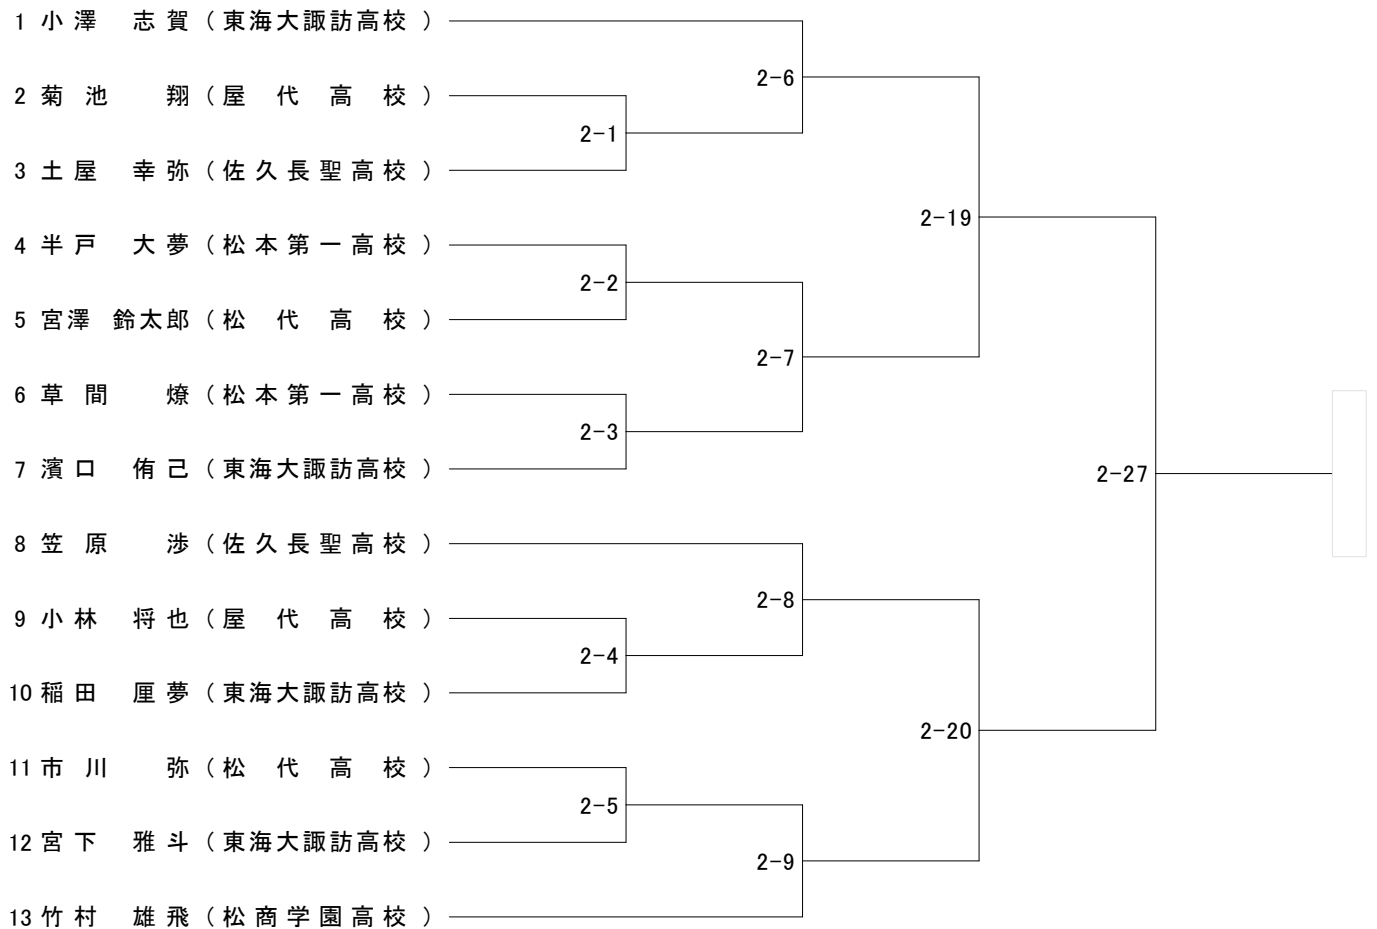 1 小澤 志賀 (東海大諏訪高校)
2-6
2 菊池 翔 (屋代高校)
2-1
3 土屋 幸弥 (佐久長聖高校)
2-19
4 半戸 大夢 (松本第一高校)
2-2
5 宮澤 鈴太郎 (松代高校)
2-7
6 草間 燎 (松本第一高校)
2-3
7 濱口 侑己 (東海大諏訪高校)
2-27
8 笠原 渉 (佐久長聖高校)
2-8
9 小林 将也 (屋代高校)
2-4
10 稲田 厘夢 (東海大諏訪高校)
2-20
11 市川 弥 (松代高校)
2-5
12 宮下 雅斗 (東海大諏訪高校)
2-9
13 竹村 雄飛 (松商学園高校)